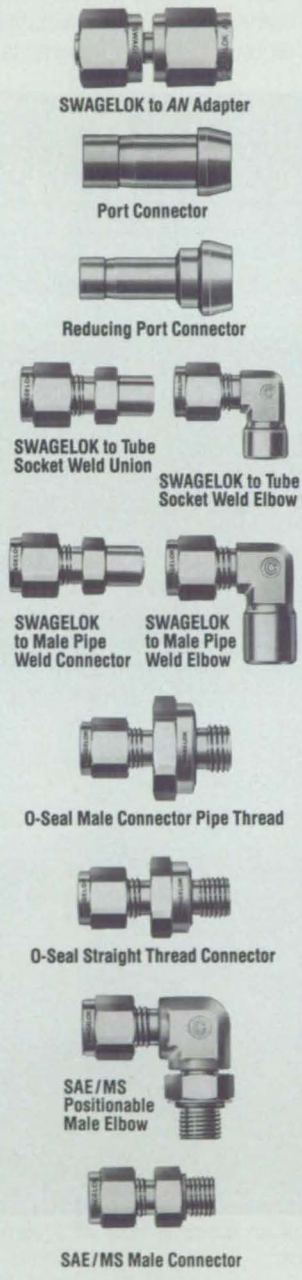 SWAGELOK to AN Adapter
Port Connector
Reducing Port Connector
SWAGELOK to Tube
Socket Weld Union
SWAGELOK to Tube
Socket Weld Elbow
SWAGELOK
to Male Pipe
Weld Connector
SWAGELOK
to Male Pipe
Weld Elbow
O-Seal Male Connector Pipe Thread
O-Seal Straight Thread Connector
SAE/MS
Positionable
Male Elbow
SAE/MS Male Connector